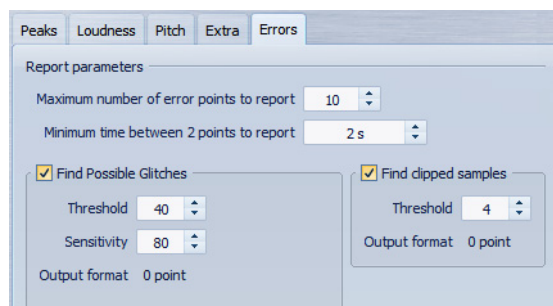 Peaks Loudness Pitch Extra Errors
Report parameters
Maximum number of error points to report 10
Minimum time between 2 points to report 2 s
Find Possible Glitches
Threshold 40
Sensitivity 80
Output format 0 point
Find clipped samples
Threshold 4
Output format 0 point